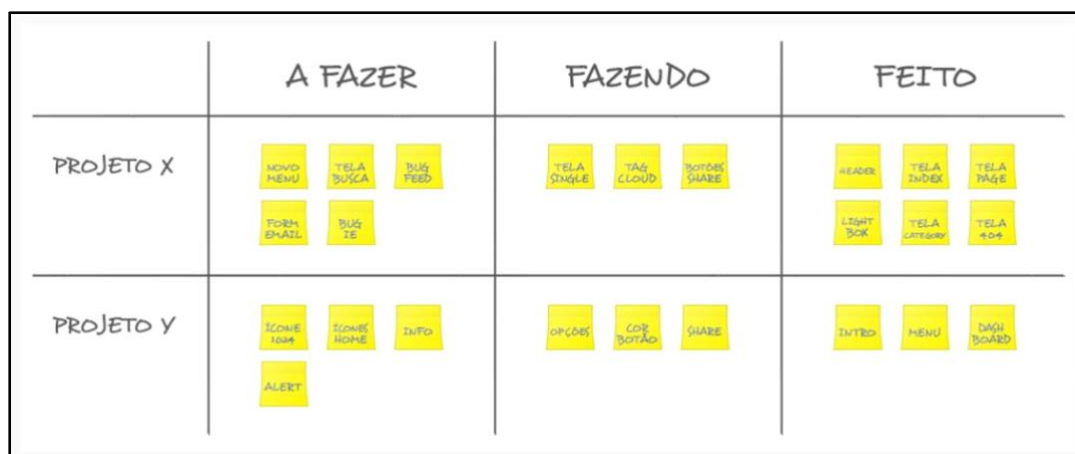 A FAZER
FAZENDO
FEITO
PROJETO X
NOVO
MENU
TELA
BUSCA
BUG
FEED
FORM
EMAIL
BUG
IE
TELA
SINGLE
TAG
CLOUD
BOTÕES
SHARE
HEADER
TELA
INDEX
TELA
PAGE
LIGHT
BOX
TELA
CATEGORY
TELA
404
PROJETO Y
ÍCONE
1024
ÍCONES
HOME
INFO
ALERT
OPÇÕES
COR
BOTÃO
SHARE
INTRO
MENU
DASH
BOARD